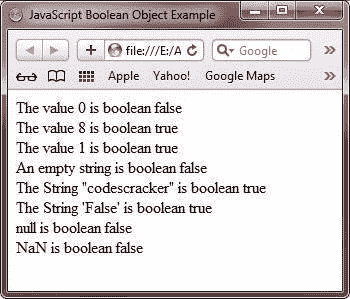 JavaScript Boolean Object Example
file:///E:/A
Google
Apple Yahoo! Google Maps
The value 0 is boolean false
The value 8 is boolean true
The value 1 is boolean true
An empty string is boolean false
The String "codescracker" is boolean true
The String 'False' is boolean true
null is boolean false
NaN is boolean false